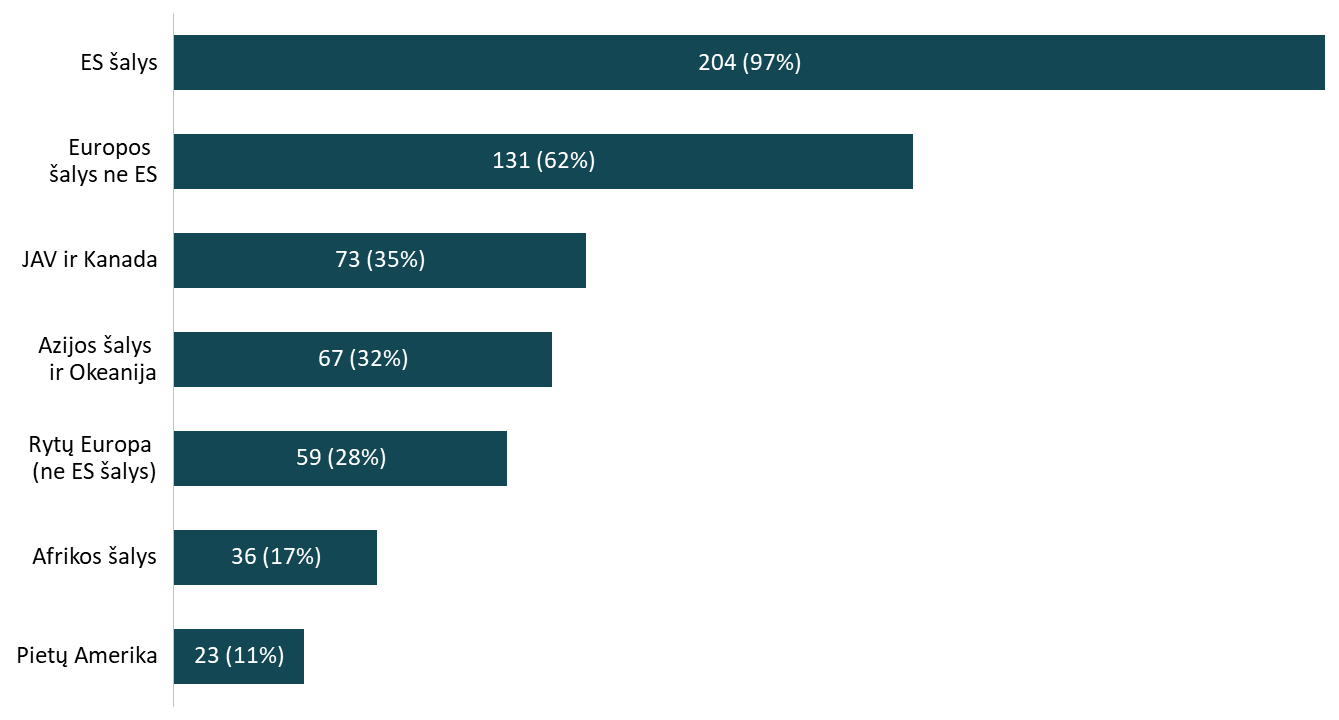 ES šalys
204 (97%)
Europos
šalys ne ES
131 (62%)
JAV ir Kanada
73 (35%)
Azijos šalys
ir Okeanija
67 (32%)
Rytų Europa
(ne ES šalys)
59 (28%)
Afrikos šalys
36 (17%)
Pietų Amerika
23 (11%)